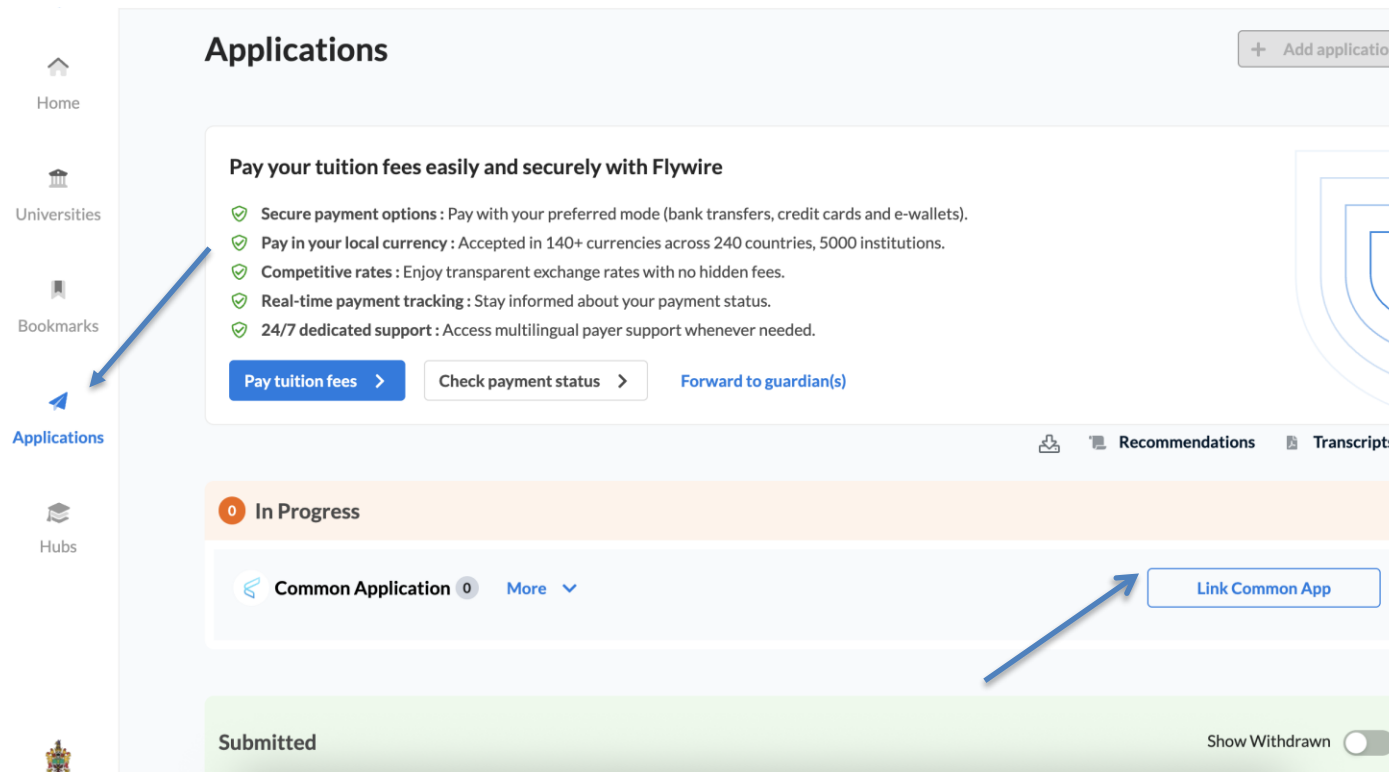 Applications
+ Add applicatio
Home
Universities
Bookmarks
Applications
Hubs
Pay your tuition fees easily and securely with Flywire
Secure payment options : Pay with your preferred mode (bank transfers, credit cards and e-wallets).
Pay in your local currency : Accepted in 140+ currencies across 240 countries, 5000 institutions.
Competitive rates : Enjoy transparent exchange rates with no hidden fees.
Real-time payment tracking : Stay informed about your payment status.
24/7 dedicated support : Access multilingual payer support whenever needed.
Pay tuition fees Check payment status Forward to guardian(s)
Recommendations Transcripts
0 In Progress
Common Application 0 More Link Common App
Submitted Show Withdrawn